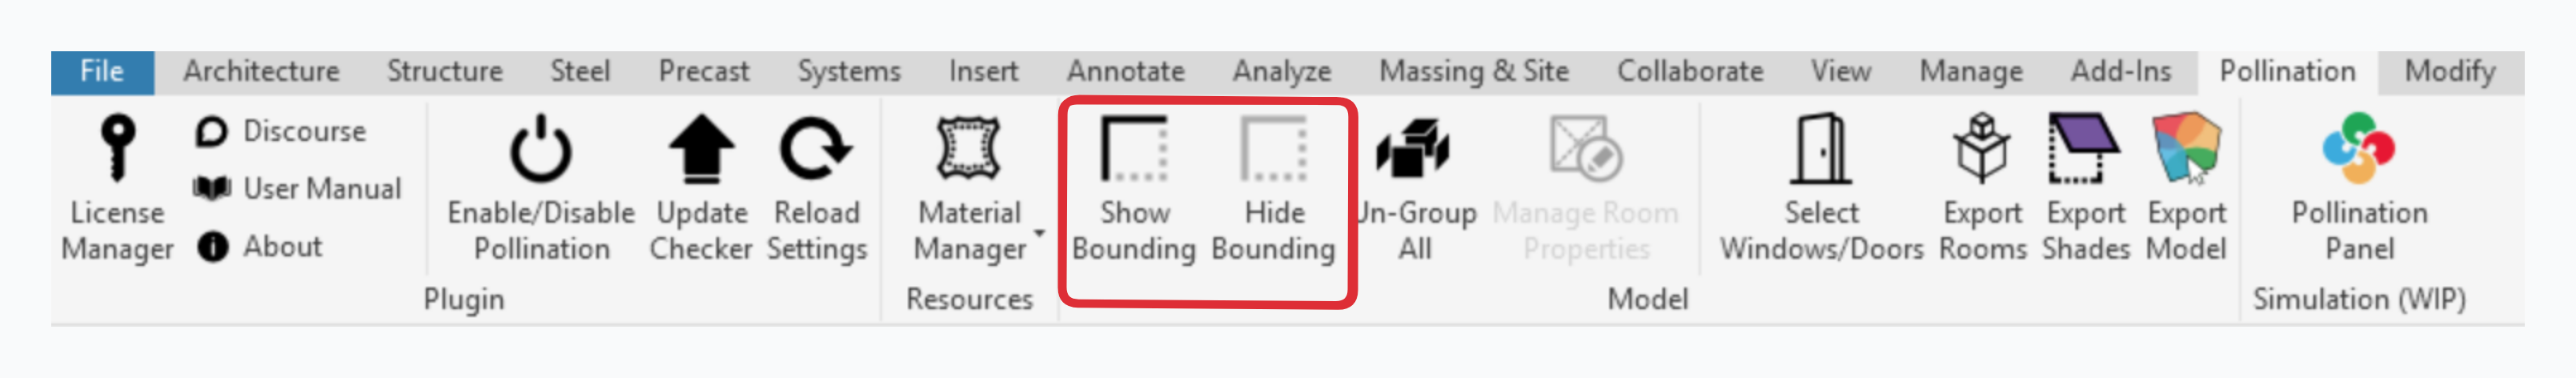 File Architecture Structure Steel Precast Systems Insert Annotate Analyze Massing & Site Collaborate View Manage Add-Ins Pollination Modify
License Manager
Discourse
User Manual
About
Enable/Disable Pollination
Update Checker
Reload Settings
Plugin
Material Manager
Resources
Show Bounding
Hide Bounding
Un-Group All
Manage Room Properties
Select Windows/Doors
Export Rooms
Export Shades
Export Model
Model
Pollination Panel
Simulation (WIP)